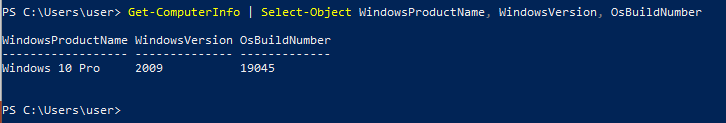 PS C:\Users\user> Get-ComputerInfo | Select-Object WindowsProductName, WindowsVersion, OsBuildNumber
WindowsProductName WindowsVersion OsBuildNumber
------------------ -------------- -------------
Windows 10 Pro     2009           19045
PS C:\Users\user>